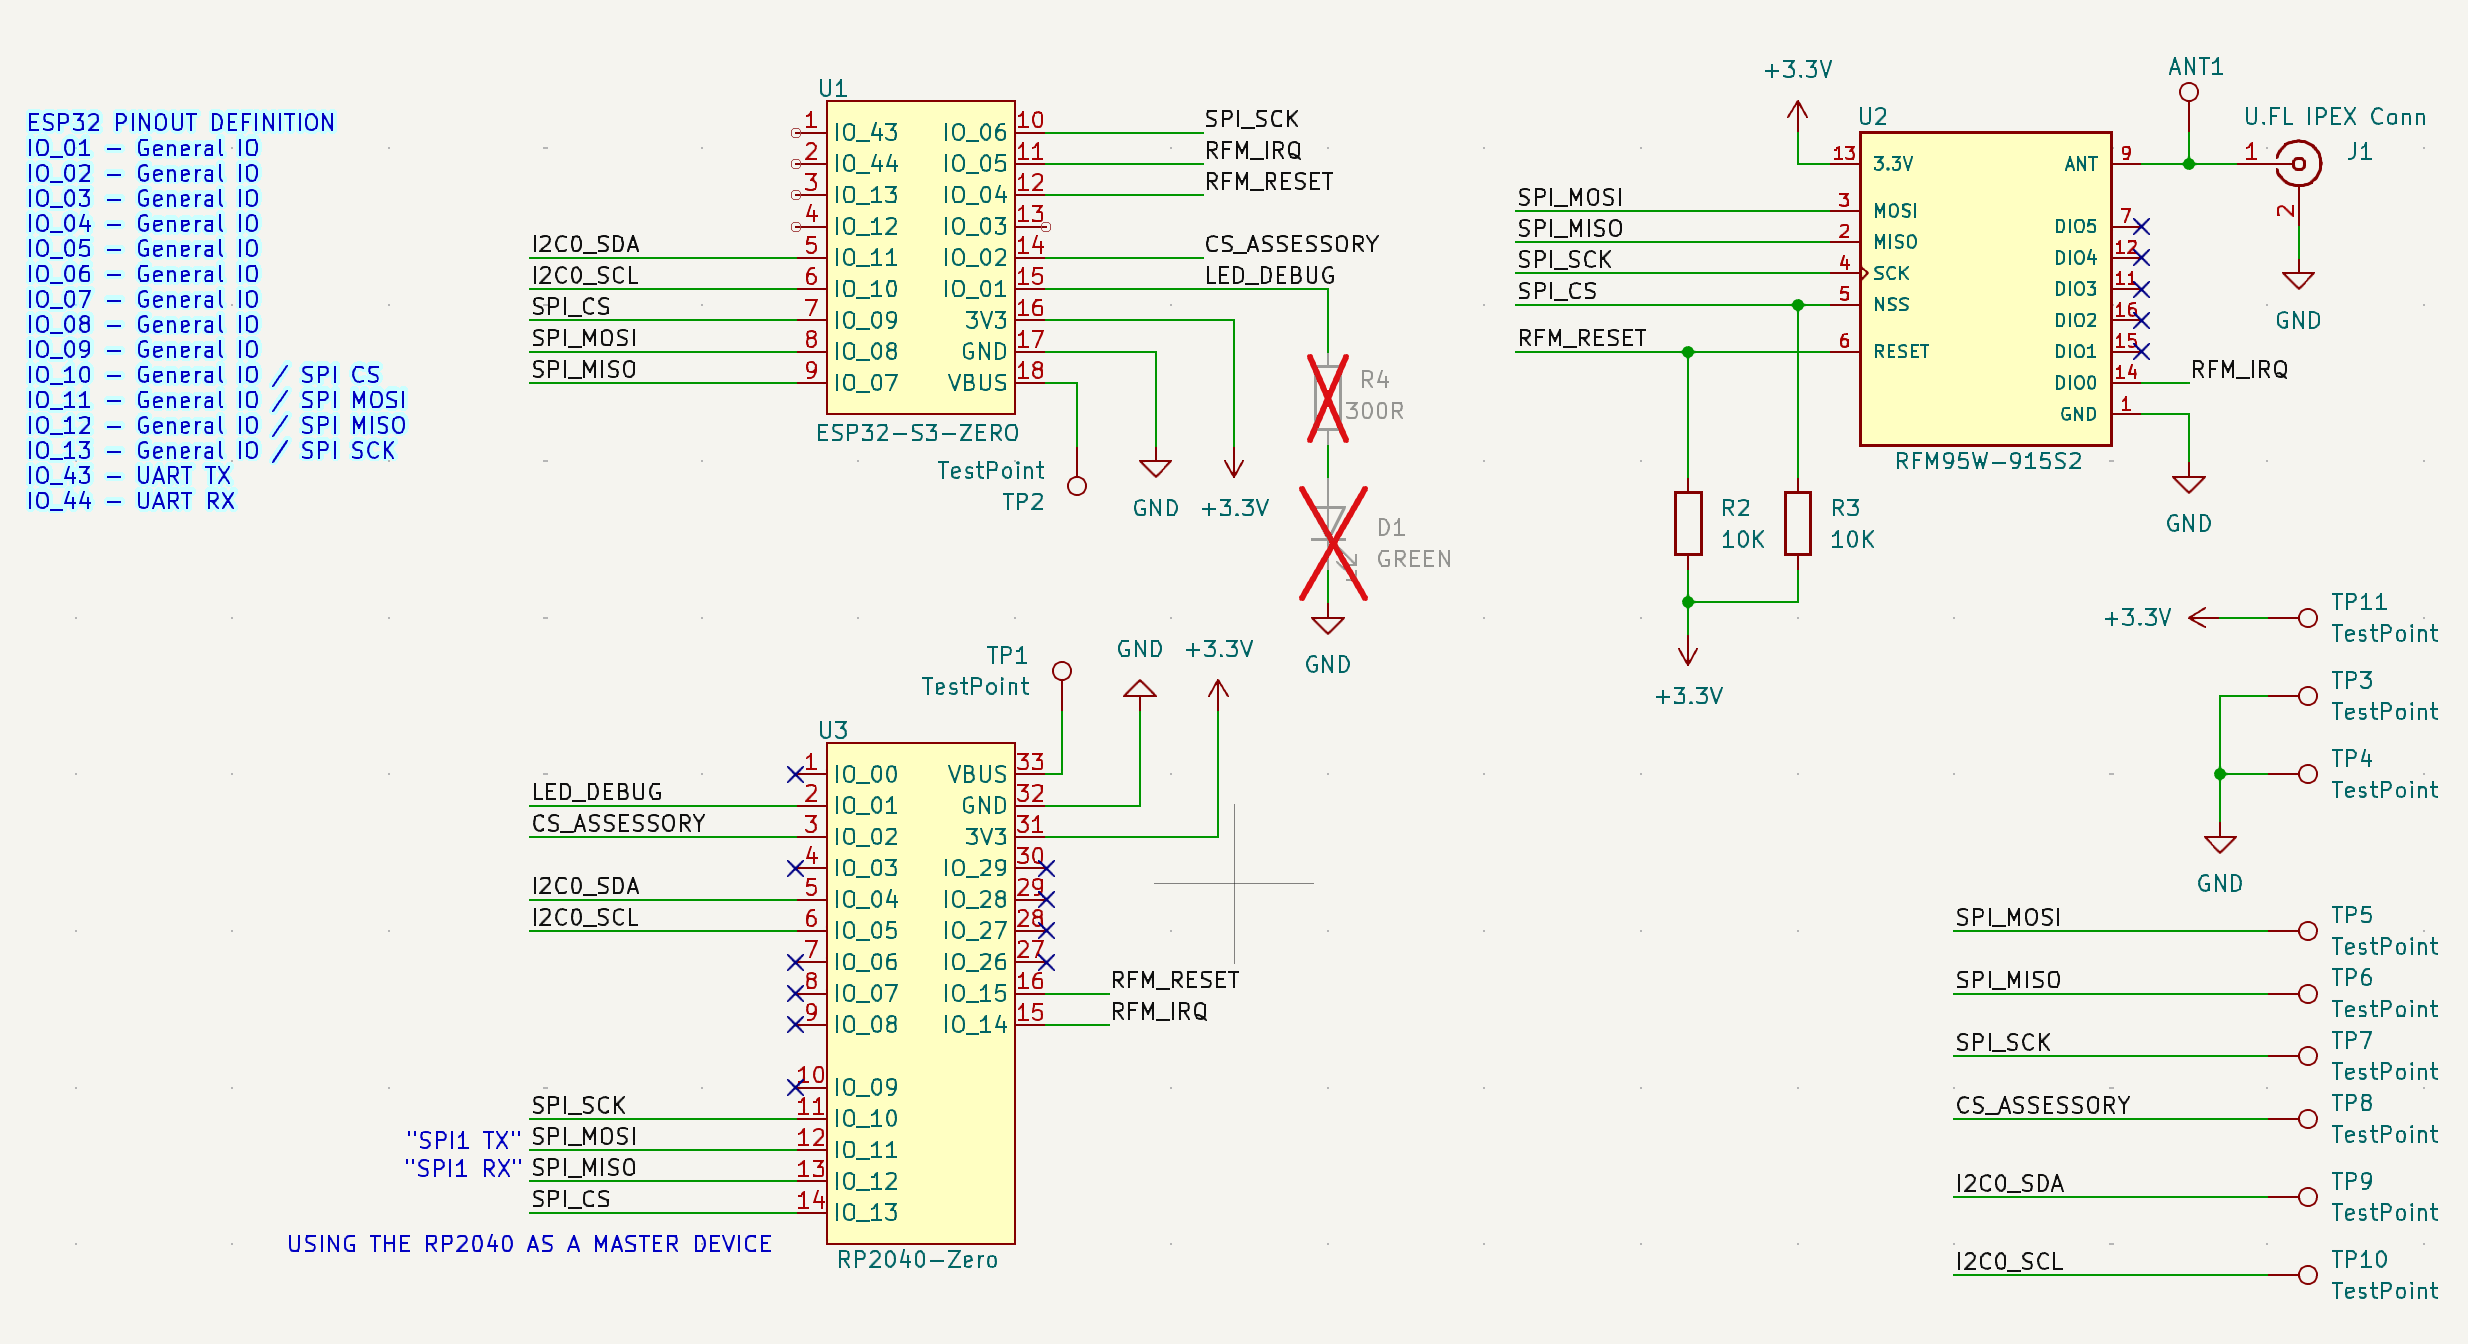 ESP32 PINOUT DEFINITION
IO_01 - General IO
IO_02 - General IO
IO_03 - General IO
IO_04 - General IO
IO_05 - General IO
IO_06 - General IO
IO_07 - General IO
IO_08 - General IO
IO_09 - General IO
IO_10 - General IO / SPI CS
IO_11 - General IO / SPI MOSI
IO_12 - General IO / SPI MISO
IO_13 - General IO / SPI SCK
IO_43 - UART TX
IO_44 - UART RX
U1
1 IO_43 IO_06 10 SPI_SCK
2 IO_44 IO_05 11 RFM_IRQ
3 IO_13 IO_04 12 RFM_RESET
4 IO_12 IO_03 13
I2C0_SDA 5 IO_11 IO_02 14 CS_ASSESSORY
I2C0_SCL 6 IO_10 IO_01 15 LED_DEBUG
SPI_CS 7 IO_09 3V3 16
SPI_MOSI 8 IO_08 GND 17
SPI_MISO 9 IO_07 VBUS 18
ESP32-S3-ZERO
TestPoint
TP2
GND
+3.3V
R4
300R
D1
GREEN
GND
+3.3V
U2
ANT1
U.FL IPEX Conn
J1
1
2
GND
13 3.3V ANT 9
SPI_MOSI 3 MOSI DIO5 7
SPI_MISO 2 MISO DIO4 12
SPI_SCK 4 SCK DIO3 11
SPI_CS 5 NSS DIO2 16
RFM_RESET 6 RESET DIO1 15
DIO0 14 RFM_IRQ
GND 1
RFM95W-915S2
GND
R2
10K
R3
10K
+3.3V
TP1
TestPoint
GND
+3.3V
U3
1 IO_00 VBUS 33
LED_DEBUG 2 IO_01 GND 32
CS_ASSESSORY 3 IO_02 3V3 31
4 IO_03 IO_29 30
I2C0_SDA 5 IO_04 IO_28 29
I2C0_SCL 6 IO_05 IO_27 28
7 IO_06 IO_26 27
8 IO_07 IO_15 16 RFM_RESET
9 IO_08 IO_14 15 RFM_IRQ
10 IO_09
SPI_SCK 11 IO_10
"SPI1 TX" SPI_MOSI 12 IO_11
"SPI1 RX" SPI_MISO 13 IO_12
SPI_CS 14 IO_13
USING THE RP2040 AS A MASTER DEVICE
RP2040-Zero
+3.3V
TP11
TestPoint
TP3
TestPoint
TP4
TestPoint
GND
SPI_MOSI
TP5
TestPoint
SPI_MISO
TP6
TestPoint
SPI_SCK
TP7
TestPoint
CS_ASSESSORY
TP8
TestPoint
I2C0_SDA
TP9
TestPoint
I2C0_SCL
TP10
TestPoint